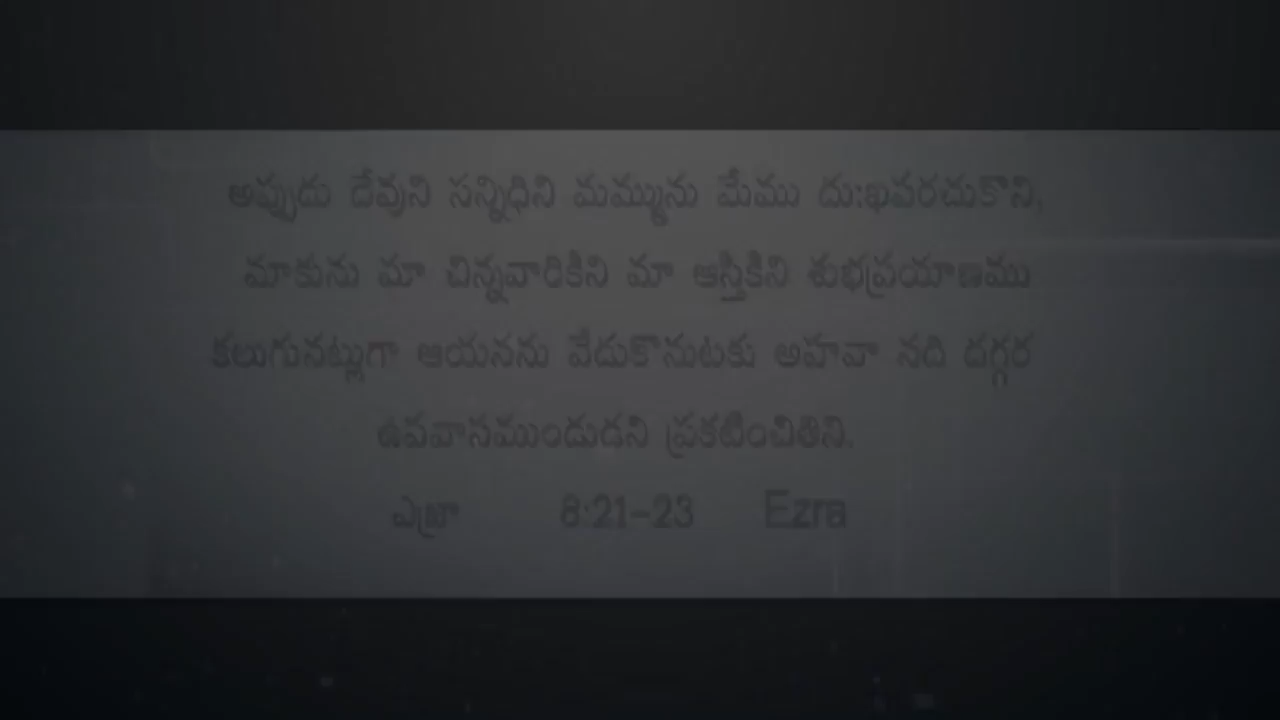 అప్పుడు దేవుని సన్నిధిని మమ్మును మేము దు:ఖపరచుకొని,
మాకును మా చిన్నవారికిని మా ఆస్తికిని శుభప్రయాణము
కలుగునట్లుగా ఆయనను వేడుకొనుటకు అహవా నది దగ్గర
ఉపవాసముందుడని ప్రకటించితిని.
ఎజ్రా 8:21-23 Ezra